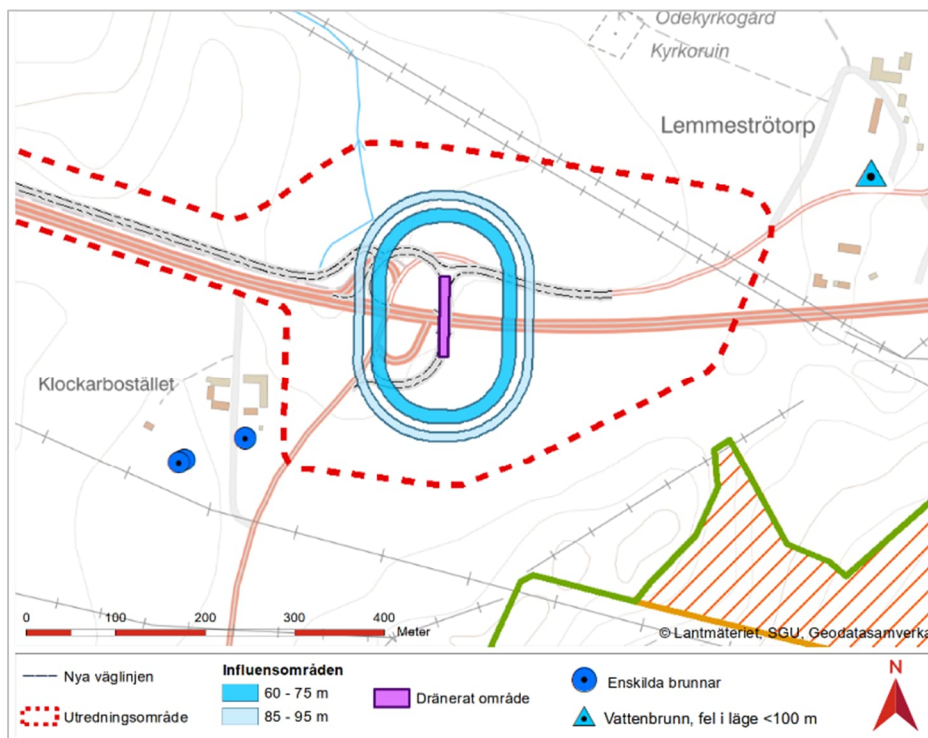 Ödekyrkogård
Kyrkoruin
Lemmeströtorp
Klockarbostället
0 100 200 300 400
Meter
© Lantmäteriet, SGU, Geodatasamverka
Nya väglinjen
Utredningsområde
Influensområden
60 - 75 m
85 - 95 m
Dränerat område
Enskilda brunnar
Vattenbrunn, fel i läge <100 m
N